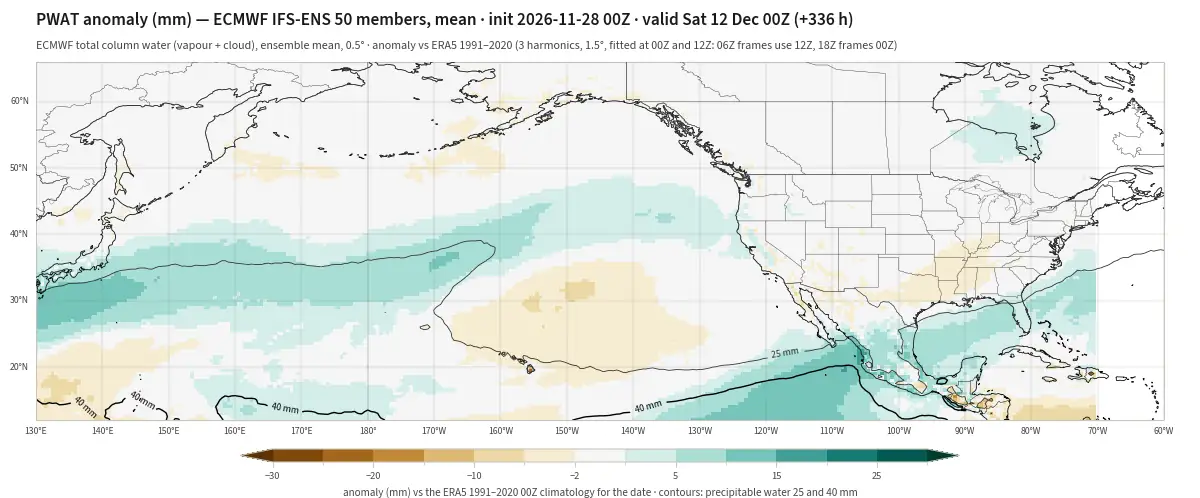 PWAT anomaly (mm) — ECMWF IFS-ENS 50 members, mean · init 2026-11-28 00Z · valid Sat 12 Dec 00Z (+336 h)
ECMWF total column water (vapour + cloud), ensemble mean, 0.5° · anomaly vs ERA5 1991–2020 (3 harmonics, 1.5°, fitted at 00Z and 12Z: 06Z frames use 12Z, 18Z frames 00Z)
60°N
50°N
40°N
30°N
20°N
25 mm
40 mm
40 mm
40 mm
40 mm
130°E 140°E 150°E 160°E 170°E 180° 170°W 160°W 150°W 140°W 130°W 120°W 110°W 100°W 90°W 80°W 70°W 60°W
−30 −20 −10 −2 5 15 25
anomaly (mm) vs the ERA5 1991–2020 00Z climatology for the date · contours: precipitable water 25 and 40 mm